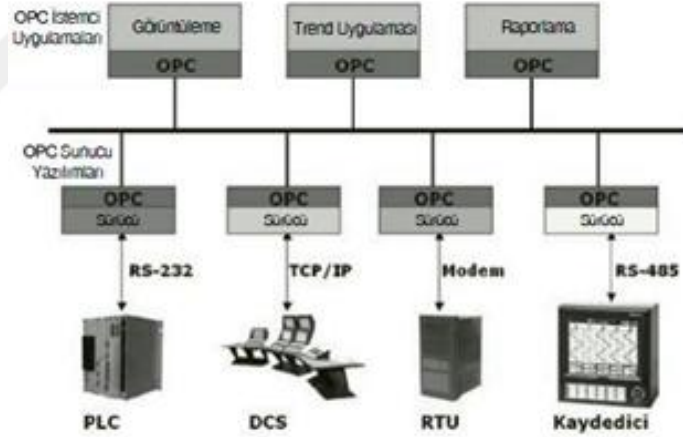 OPC İstemci
Uygulamaları
Görüntüleme
Trend Uygulaması
Raporlama
OPC
OPC
OPC
OPC Sunucu
Yazılımları
OPC
OPC
OPC
OPC
Sürücü
Sürücü
Sürücü
Sürücü
RS-232
TCP/IP
Modem
RS-485
PLC
DCS
RTU
Kaydedici